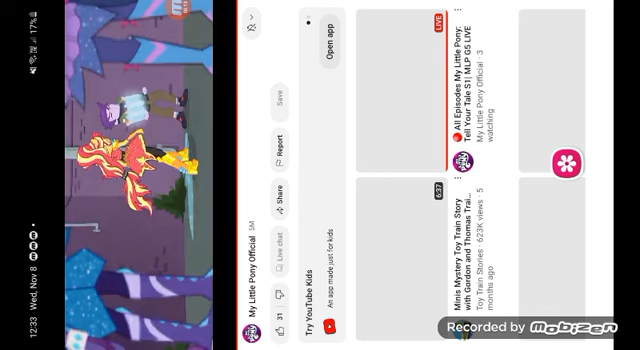 12:33 Wed, Nov 8
17%
My Little Pony Official 5M
31
Live chat
Share
Report
Save
Try YouTube Kids
An app made just for kids
Open app
6:37
Minis Mystery Toy Train Story
with Gordon and Thomas Trai...
Toy Train Stories · 623K views · 5
months ago
LIVE
All Episodes My Little Pony:
Tell Your Tale S1| MLP G5 LIVE
My Little Pony Official · 3
watching
Recorded by mobizen